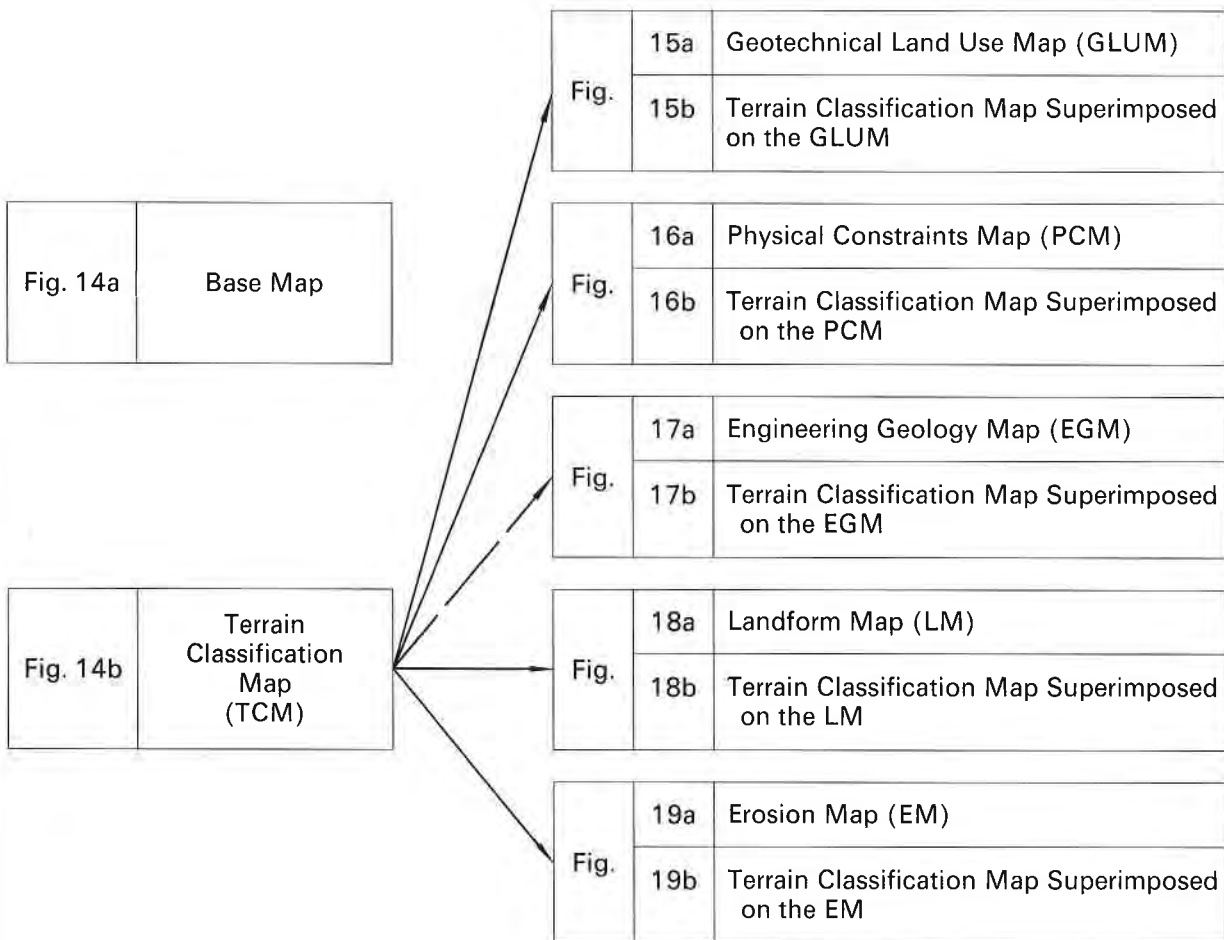 Fig. 14a
Base Map
Fig. 14b
Terrain
Classification
Map
(TCM)
Fig.
15a
Geotechnical Land Use Map (GLUM)
15b
Terrain Classification Map Superimposed
on the GLUM
Fig.
16a
Physical Constraints Map (PCM)
16b
Terrain Classification Map Superimposed
on the PCM
Fig.
17a
Engineering Geology Map (EGM)
17b
Terrain Classification Map Superimposed
on the EGM
Fig.
18a
Landform Map (LM)
18b
Terrain Classification Map Superimposed
on the LM
Fig.
19a
Erosion Map (EM)
19b
Terrain Classification Map Superimposed
on the EM